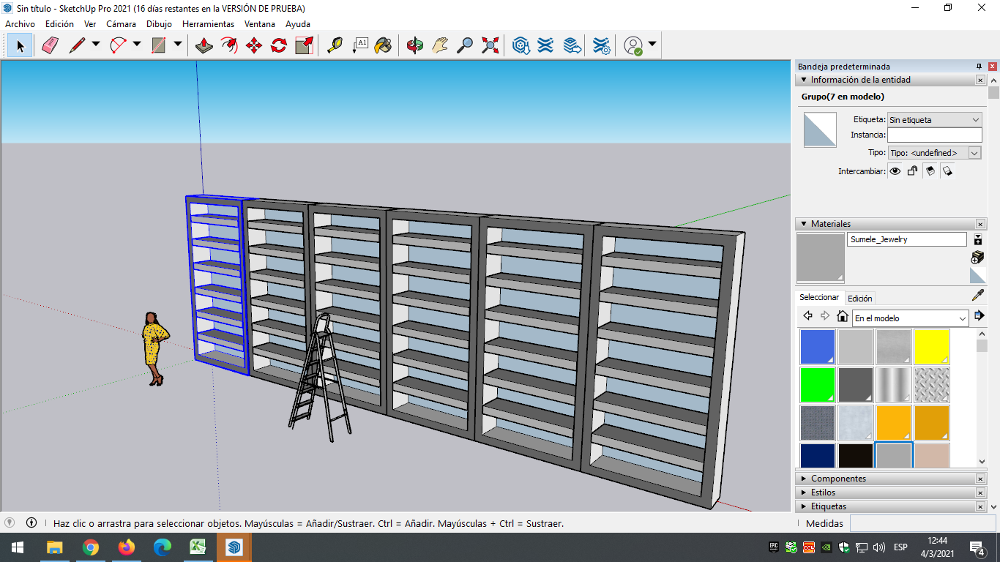 Sin título - SketchUp Pro 2021 (16 días restantes en la VERSIÓN DE PRUEBA)
Archivo Edición Ver Cámara Dibujo Herramientas Ventana Ayuda
A1
Bandeja predeterminada
Información de la entidad
Grupo(7 en modelo)
Etiqueta: Sin etiqueta
Instancia:
Tipo: Tipo: <undefined>
Intercambiar:
Materiales
Sumele_Jewelry
Seleccionar Edición
En el modelo
Componentes
Estilos
Etiquetas
Haz clic o arrastra para seleccionar objetos. Mayúsculas = Añadir/Sustraer. Ctrl = Añadir. Mayúsculas + Ctrl = Sustraer.
Medidas
ESP
12:44
4/3/2021
4